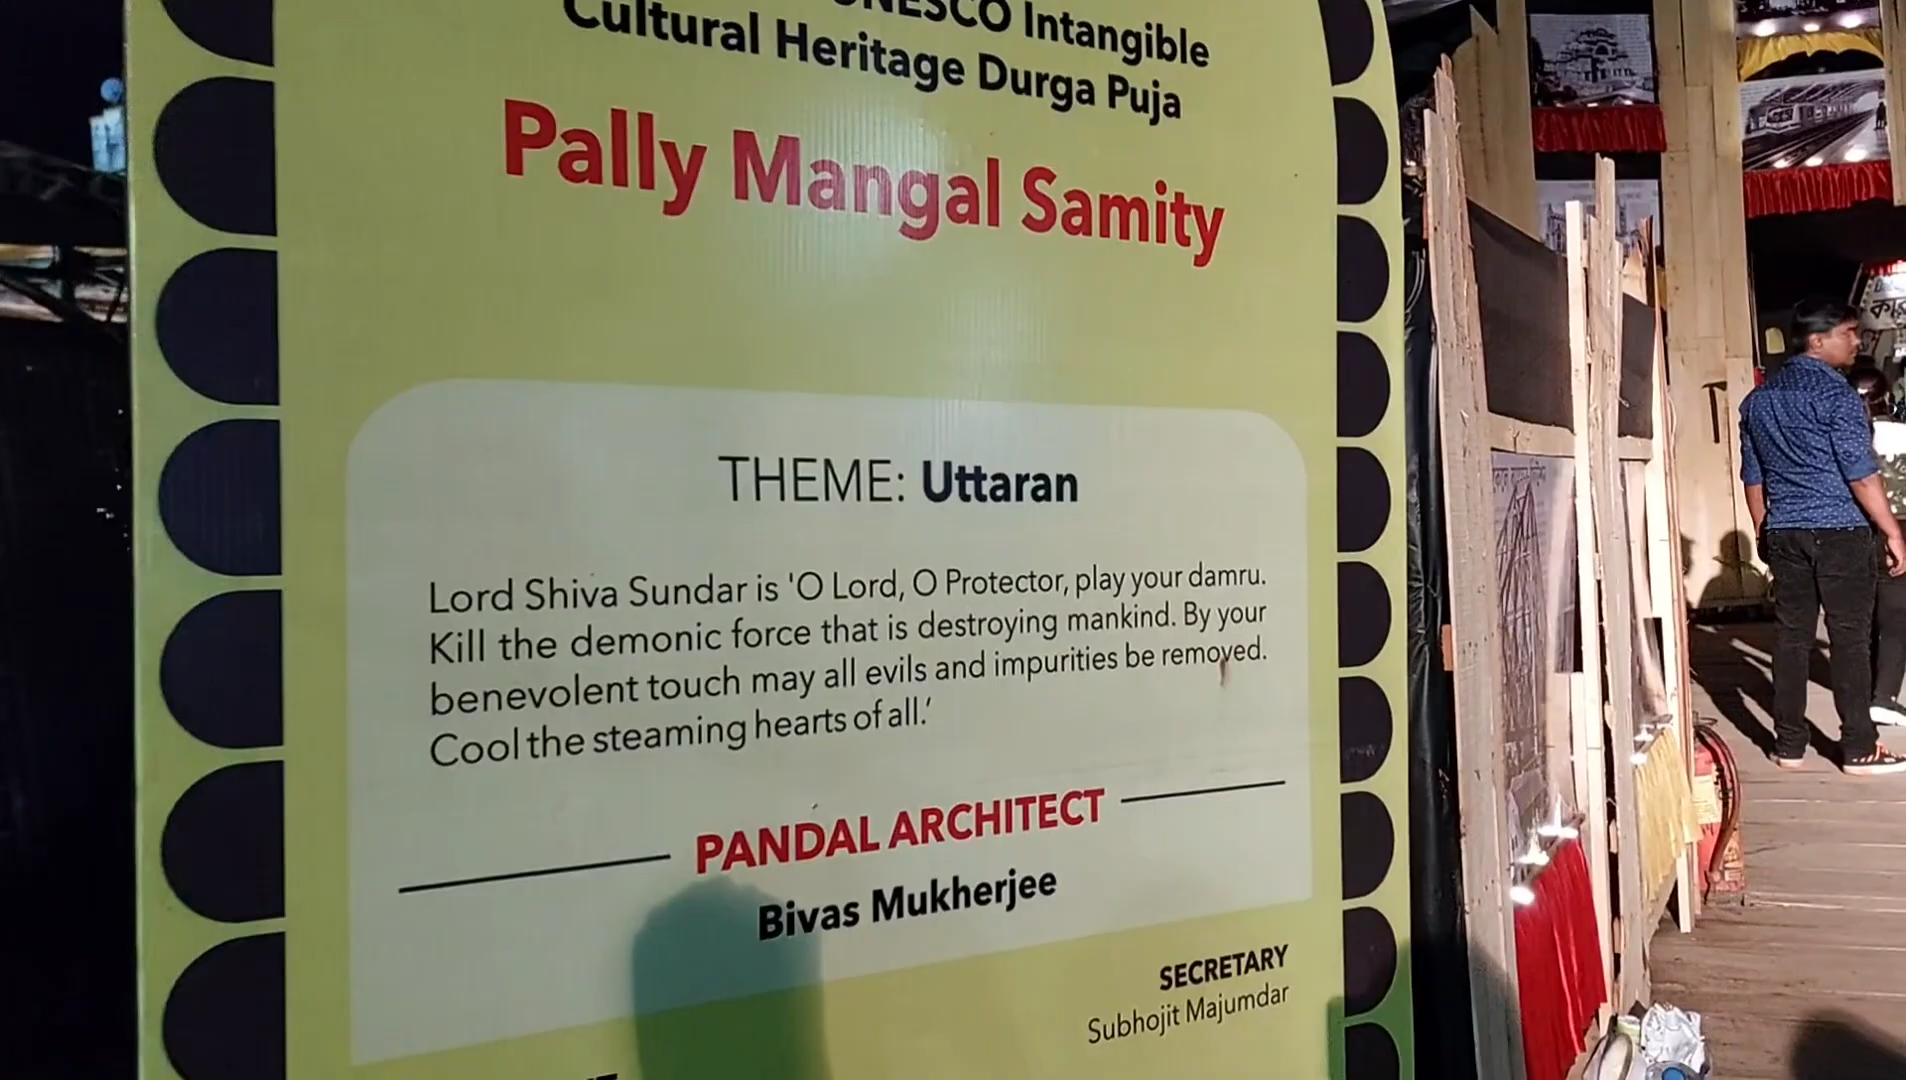 UNESCO Intangible
Cultural Heritage Durga Puja
Pally Mangal Samity
THEME: Uttaran
Lord Shiva Sundar is 'O Lord, O Protector, play your damru.
Kill the demonic force that is destroying mankind. By your
benevolent touch may all evils and impurities be removed.
Cool the steaming hearts of all.'
PANDAL ARCHITECT
Bivas Mukherjee
SECRETARY
Subhojit Majumdar